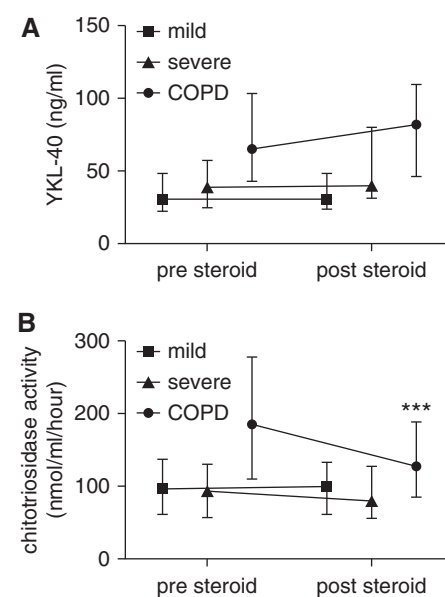 A
mild
severe
COPD
YKL-40 (ng/ml)
150
100
50
0
pre steroid post steroid
B
mild
severe
COPD
chitotriosidase activity
(nmol/ml/hour)
300
200
100
0
***
pre steroid post steroid